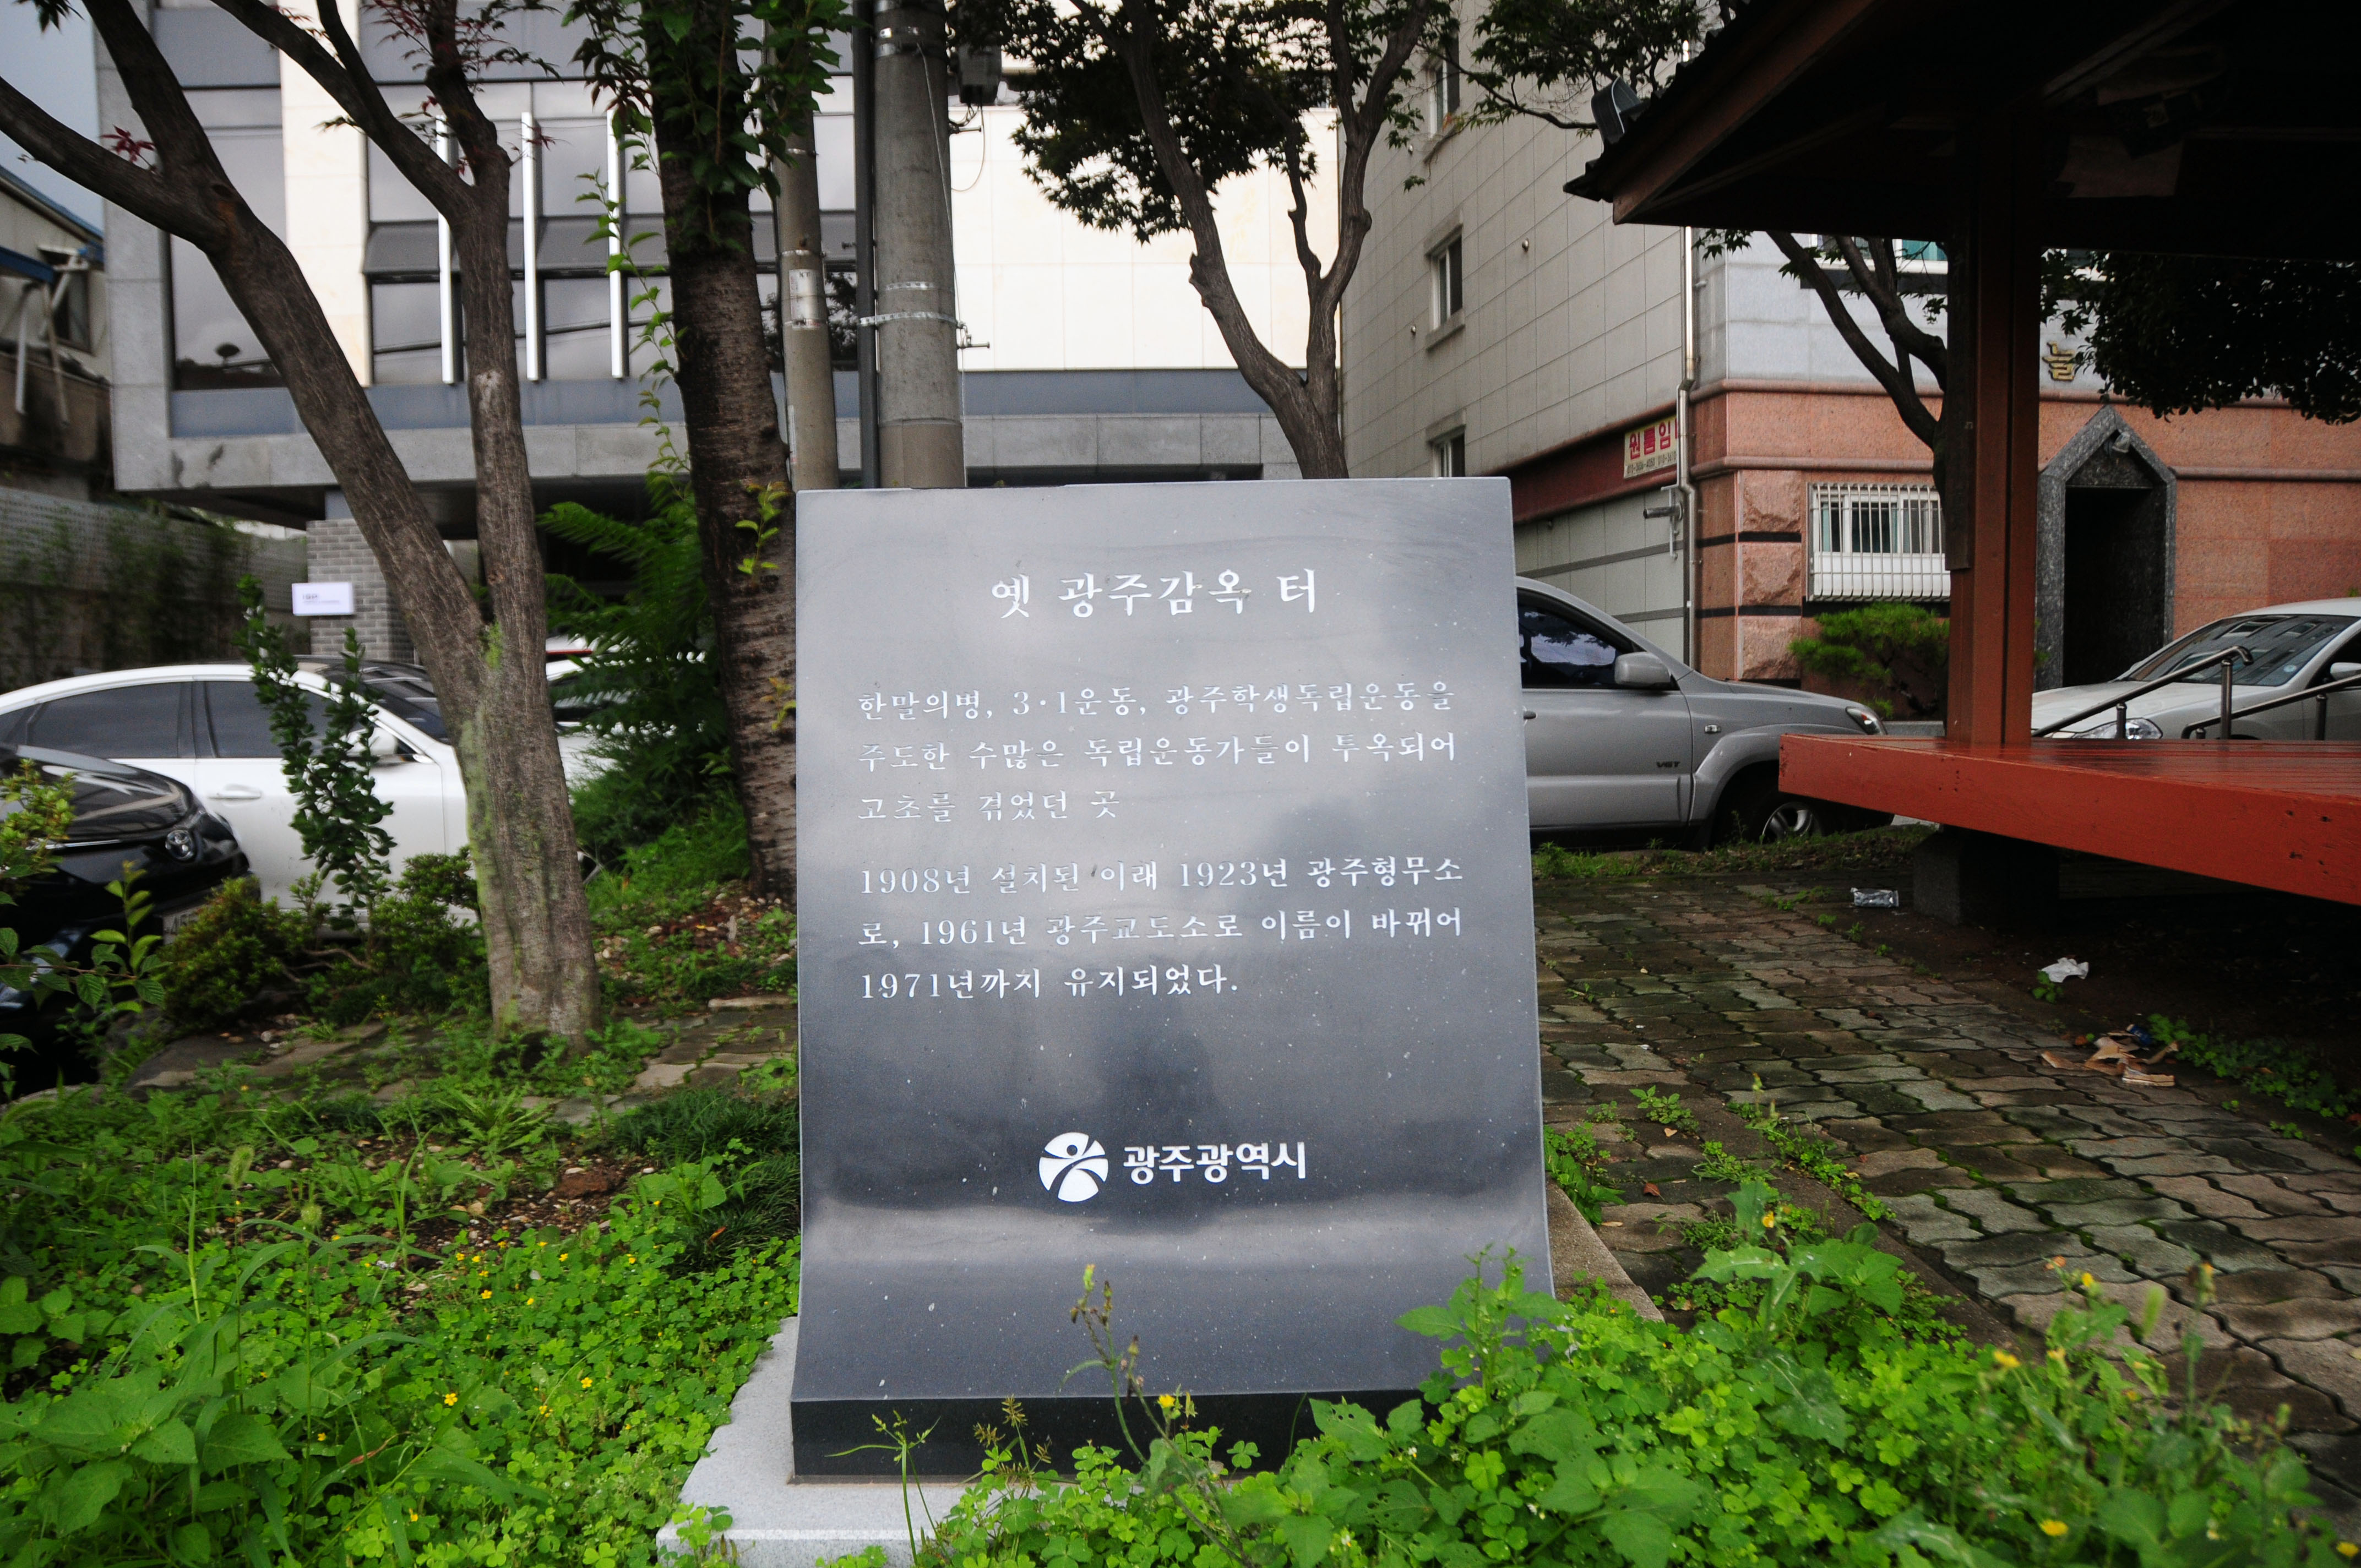 옛 광주감옥 터
한말의병, 3·1운동, 광주학생독립운동을
주도한 수많은 독립운동가들이 투옥되어
고초를 겪었던 곳
1908년 설치된 이래 1923년 광주형무소
로, 1961년 광주교도소로 이름이 바뀌어
1971년까지 유지되었다.
광주광역시
원룸임
늘
VGT